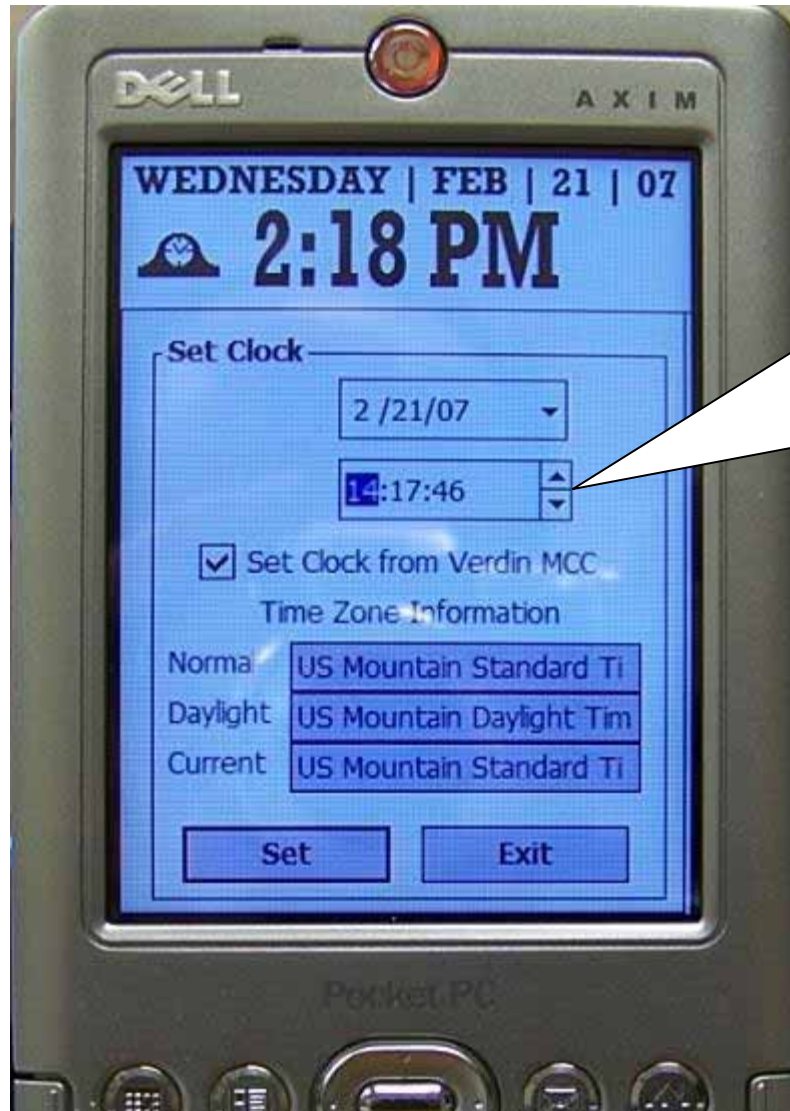 DELL
AXIM
WEDNESDAY | FEB | 21 | 07
2:18 PM
Set Clock
2 /21/07
14:17:46
Set Clock from Verdin MCC
Time Zone Information
Norma US Mountain Standard Ti
Daylight US Mountain Daylight Tim
Current US Mountain Standard Ti
Set Exit
Pocket PC